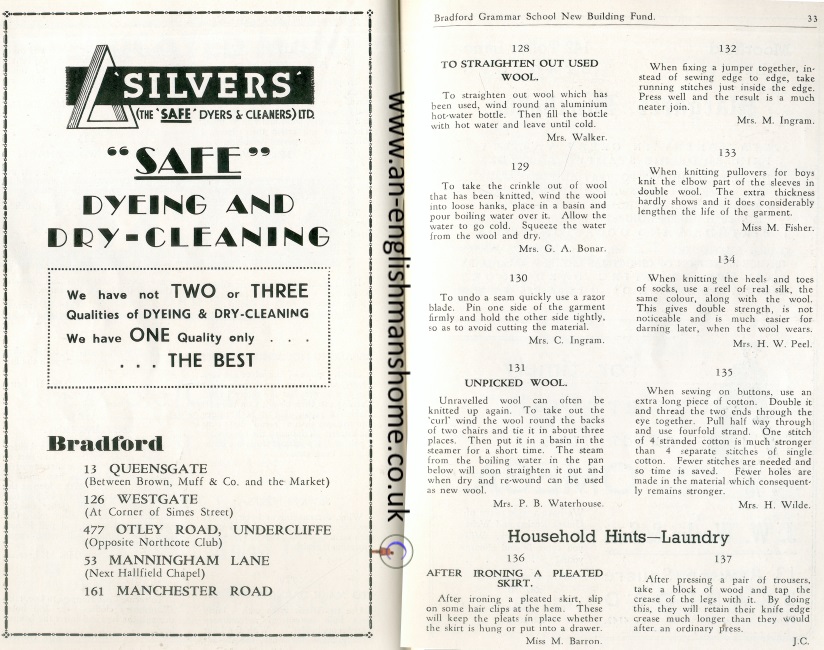 'SILVERS'
(THE 'SAFE' DYERS & CLEANERS) LTD.
"SAFE"
DYEING AND
DRY-CLEANING
We have not TWO or THREE
Qualities of DYEING & DRY-CLEANING
We have ONE Quality only . . .
. . . THE BEST
Bradford
13 QUEENSGATE
(Between Brown, Muff & Co. and the Market)
126 WESTGATE
(At Corner of Simes Street)
477 OTLEY ROAD, UNDERCLIFFE
(Opposite Northcote Club)
53 MANNINGHAM LANE
(Next Hallfield Chapel)
161 MANCHESTER ROAD
www.an-englishmanshome.co.uk
Bradford Grammar School New Building Fund. 33
128
TO STRAIGHTEN OUT USED
WOOL.
To straighten out wool which has
been used, wind round an aluminium
hot-water bottle. Then fill the bottle
with hot water and leave until cold.
Mrs. Walker.
129
To take the crinkle out of wool
that has been knitted, wind the wool
into loose hanks, place in a basin and
pour boiling water over it. Allow the
water to go cold. Squeeze the water
from the wool and dry.
Mrs. G. A. Bonar.
130
To undo a seam quickly use a razor
blade. Pin one side of the garment
firmly and hold the other side tightly,
so as to avoid cutting the material.
Mrs. C. Ingram.
131
UNPICKED WOOL.
Unravelled wool can often be
knitted up again. To take out the
'curl' wind the wool round the backs
of two chairs and tie it in about three
places. Then put it in a basin in the
steamer for a short time. The steam
from the boiling water in the pan
below will soon straighten it out and
when dry and re-wound can be used
as new wool.
Mrs. P. B. Waterhouse.
132
When fixing a jumper together, in-
stead of sewing edge to edge, take
running stitches just inside the edge.
Press well and the result is a much
neater join.
Mrs. M. Ingram.
133
When knitting pullovers for boys
knit the elbow part of the sleeves in
double wool. The extra thickness
hardly shows and it does considerably
lengthen the life of the garment.
Miss M. Fisher.
134
When knitting the heels and toes
of socks, use a reel of real silk, the
same colour, along with the wool.
This gives double strength, is not
noticeable and is much easier for
darning later, when the wool wears.
Mrs. H. W. Peel.
135
When sewing on buttons, use an
extra long piece of cotton. Double it
and thread the two ends through the
eye together. Pull half way through
and use fourfold strand. One stitch
of 4 stranded cotton is much stronger
than 4 separate stitches of single
cotton. Fewer stitches are needed and
so time is saved. Fewer holes are
made in the material which consequent-
ly remains stronger.
Mrs. H. Wilde.
Household Hints—Laundry
136
AFTER IRONING A PLEATED
SKIRT.
After ironing a pleated skirt, slip
on some hair clips at the hem. These
will keep the pleats in place whether
the skirt is hung or put into a drawer.
Miss M. Barron.
137
After pressing a pair of trousers,
take a block of wood and tap the
crease of the legs with it. By doing
this, they will retain their knife edge
crease much longer than they would
after an ordinary press.
J.C.